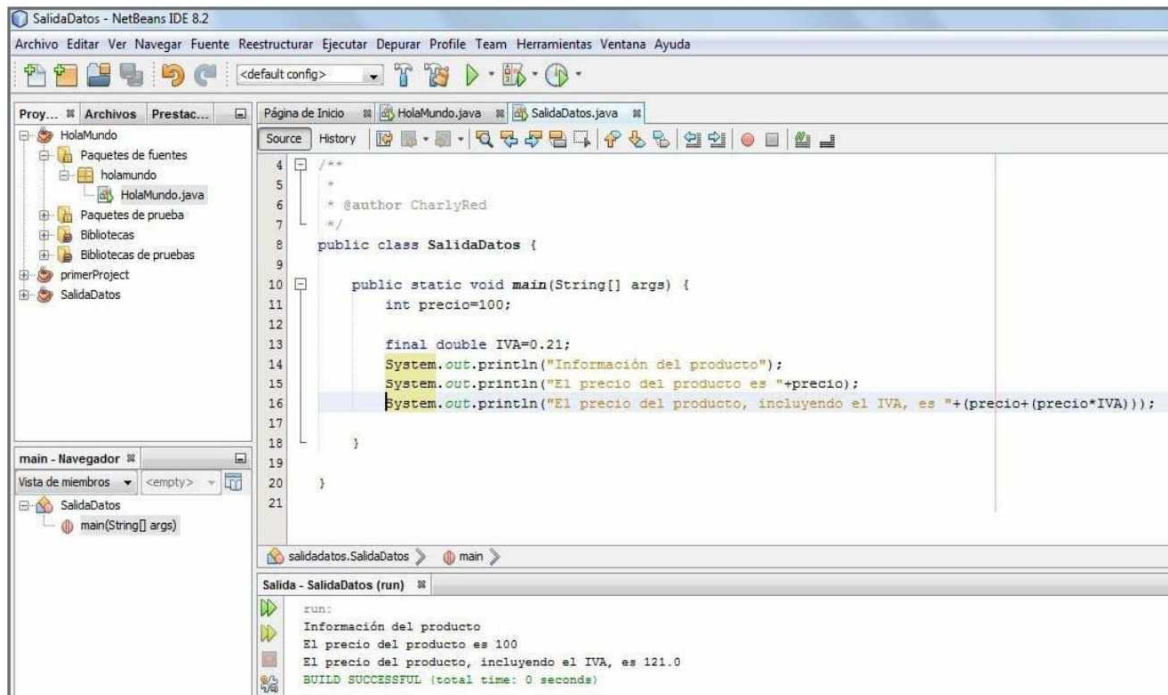 SalidaDatos - NetBeans IDE 8.2
Archivo Editar Ver Navegar Fuente Reestructurar Ejecutar Depurar Profile Team Herramientas Ventana Ayuda
<default config>
Proy... Archivos Prestac...
HolaMundo
Paquetes de fuentes
holamundo
HolaMundo.java
Paquetes de prueba
Bibliotecas
Bibliotecas de pruebas
primerProject
SalidaDatos
main - Navegador
Vista de miembros <empty>
SalidaDatos
main(String[] args)
Página de Inicio HolaMundo.java SalidaDatos.java
Source History
4 /**
5 *
6 * @author CharlyRed
7 */
8 public class SalidaDatos {
9
10 public static void main(String[] args) {
11 int precio=100;
12
13 final double IVA=0.21;
14 System.out.println("Información del producto");
15 System.out.println("El precio del producto es "+precio);
16 System.out.println("El precio del producto, incluyendo el IVA, es "+(precio+(precio*IVA)));
17
18 }
19
20 }
21
salidadatos.SalidaDatos main
Salida - SalidaDatos (run)
run:
Información del producto
El precio del producto es 100
El precio del producto, incluyendo el IVA, es 121.0
BUILD SUCCESSFUL (total time: 0 seconds)